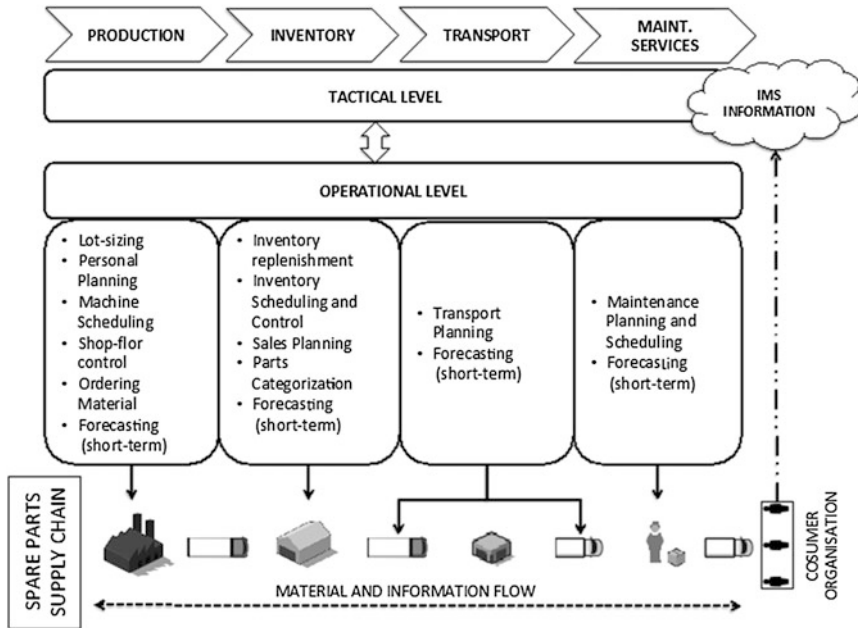 PRODUCTION
INVENTORY
TRANSPORT
MAINT.
SERVICES
TACTICAL LEVEL
IMS
INFORMATION
OPERATIONAL LEVEL
• Lot-sizing
• Personal
Planning
• Machine
Scheduling
• Shop-flor
control
• Ordering
Material
• Forecasting
(short-term)
• Inventory
replenishment
• Inventory
Scheduling and
Control
• Sales Planning
• Parts
Categorization
• Forecasting
(short-term)
• Transport
Planning
• Forecasting
(short-term)
• Maintenance
Planning and
Scheduling
• Forecasting
(short-term)
SPARE PARTS
SUPPLY CHAIN
MATERIAL AND INFORMATION FLOW
COSUMER
ORGANISATION